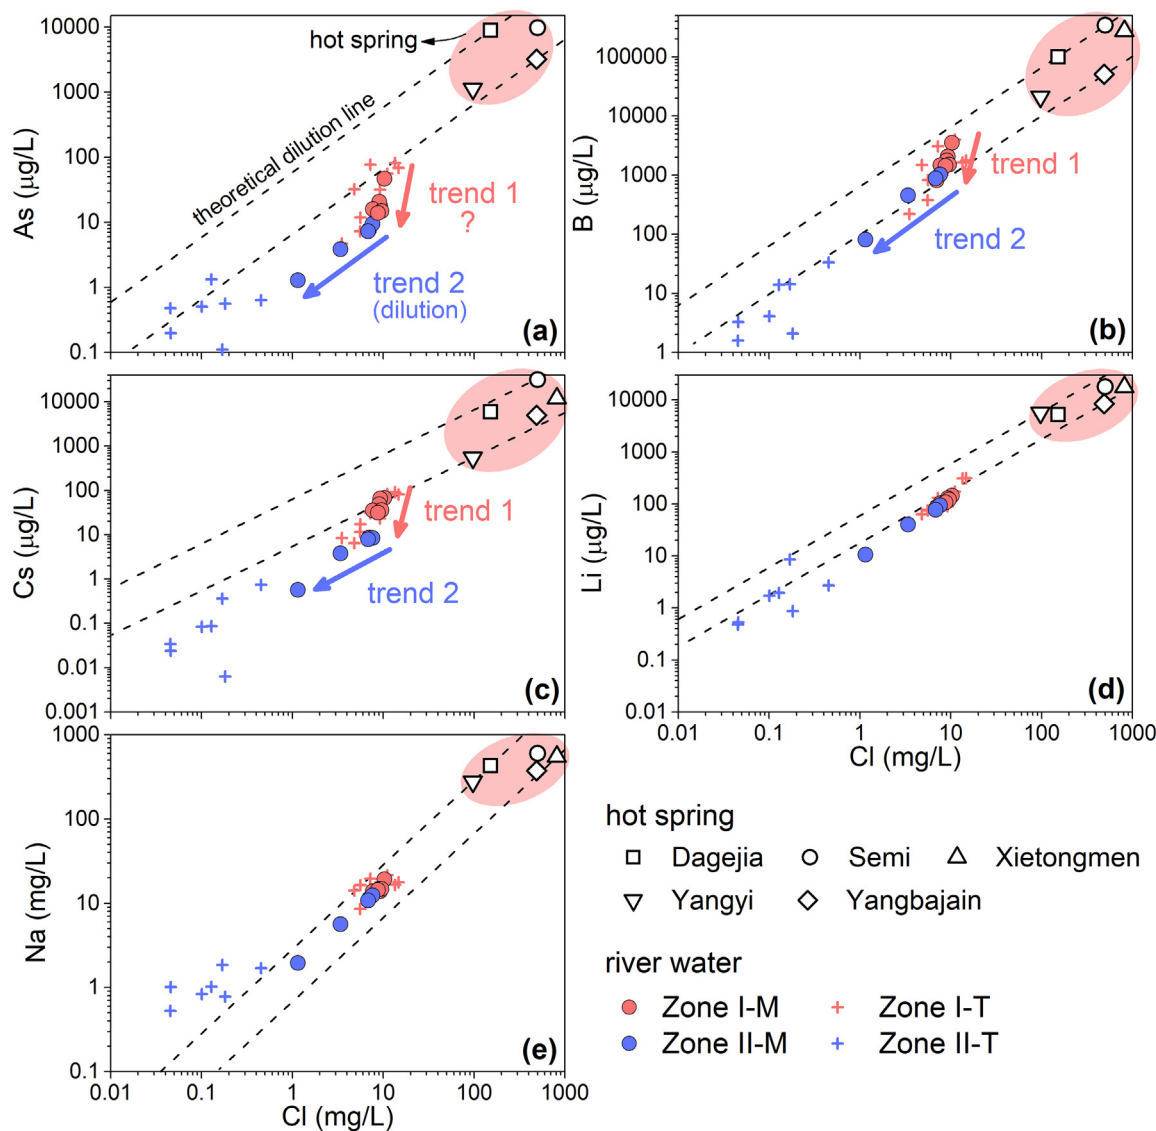 10000
1000
100
10
1
0.1
As (µg/L)
hot spring
theoretical dilution line
trend 1
?
trend 2
(dilution)
(a)
100000
10000
1000
100
10
1
B (µg/L)
trend 1
trend 2
(b)
10000
1000
100
10
1
0.1
0.01
0.001
Cs (µg/L)
trend 1
trend 2
(c)
10000
1000
100
10
1
0.1
0.01
Li (µg/L)
(d)
0.01 0.1 1 10 100 1000
Cl (mg/L)
1000
100
10
1
0.1
Na (mg/L)
(e)
0.01 0.1 1 10 100 1000
Cl (mg/L)
hot spring
Dagejia Semi Xietongmen
Yangyi Yangbajain
river water
Zone I-M Zone I-T
Zone II-M Zone II-T